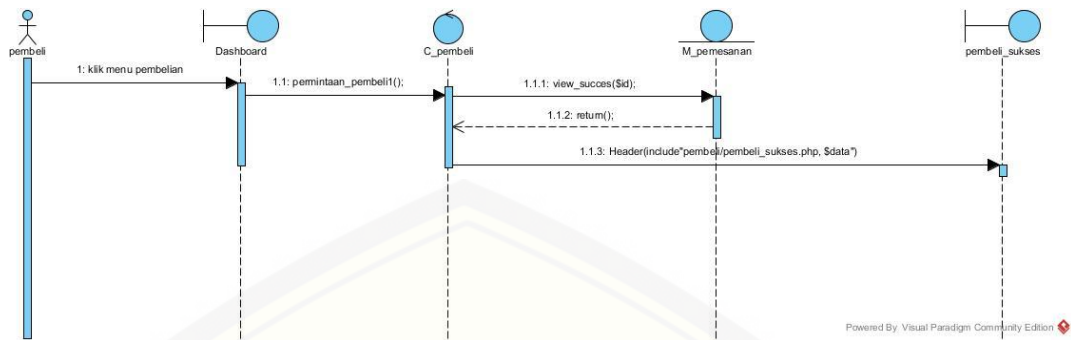 pembeli
Dashboard
C_pembeli
M_pemesanan
pembeli_sukses
1: klik menu pembelian
1.1: permintaan_pembeli1();
1.1.1: view_succes($id);
1.1.2: return();
1.1.3: Header(include"pembeli/pembeli_sukses.php, $data")
Powered By Visual Paradigm Community Edition